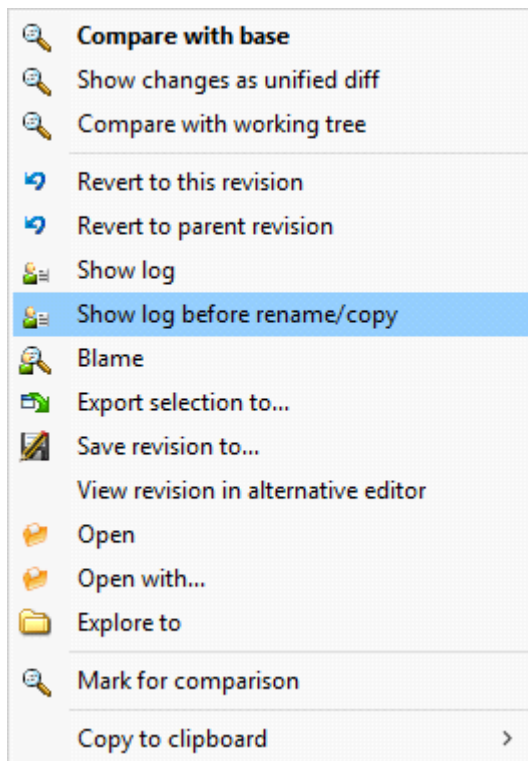 Compare with base
Show changes as unified diff
Compare with working tree
Revert to this revision
Revert to parent revision
Show log
Show log before rename/copy
Blame
Export selection to...
Save revision to...
View revision in alternative editor
Open
Open with...
Explore to
Mark for comparison
Copy to clipboard